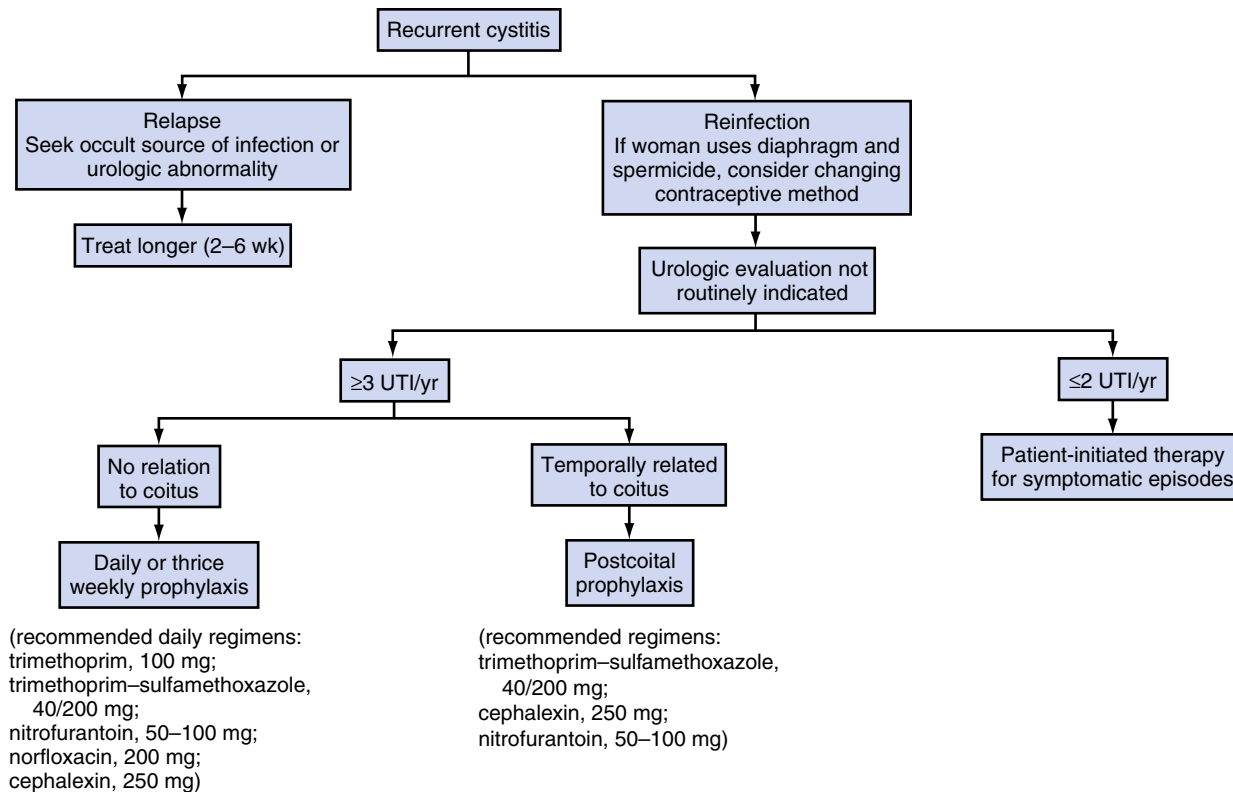 Recurrent cystitis
Relapse
Seek occult source of infection or
urologic abnormality
Treat longer (2–6 wk)
Reinfection
If woman uses diaphragm and
spermicide, consider changing
contraceptive method
Urologic evaluation not
routinely indicated
≥3 UTI/yr
≤2 UTI/yr
No relation
to coitus
Temporally related
to coitus
Patient-initiated therapy
for symptomatic episodes
Daily or thrice
weekly prophylaxis
Postcoital
prophylaxis
(recommended daily regimens:
trimethoprim, 100 mg;
trimethoprim–sulfamethoxazole,
40/200 mg;
nitrofurantoin, 50–100 mg;
norfloxacin, 200 mg;
cephalexin, 250 mg)
(recommended regimens:
trimethoprim–sulfamethoxazole,
40/200 mg;
cephalexin, 250 mg;
nitrofurantoin, 50–100 mg)